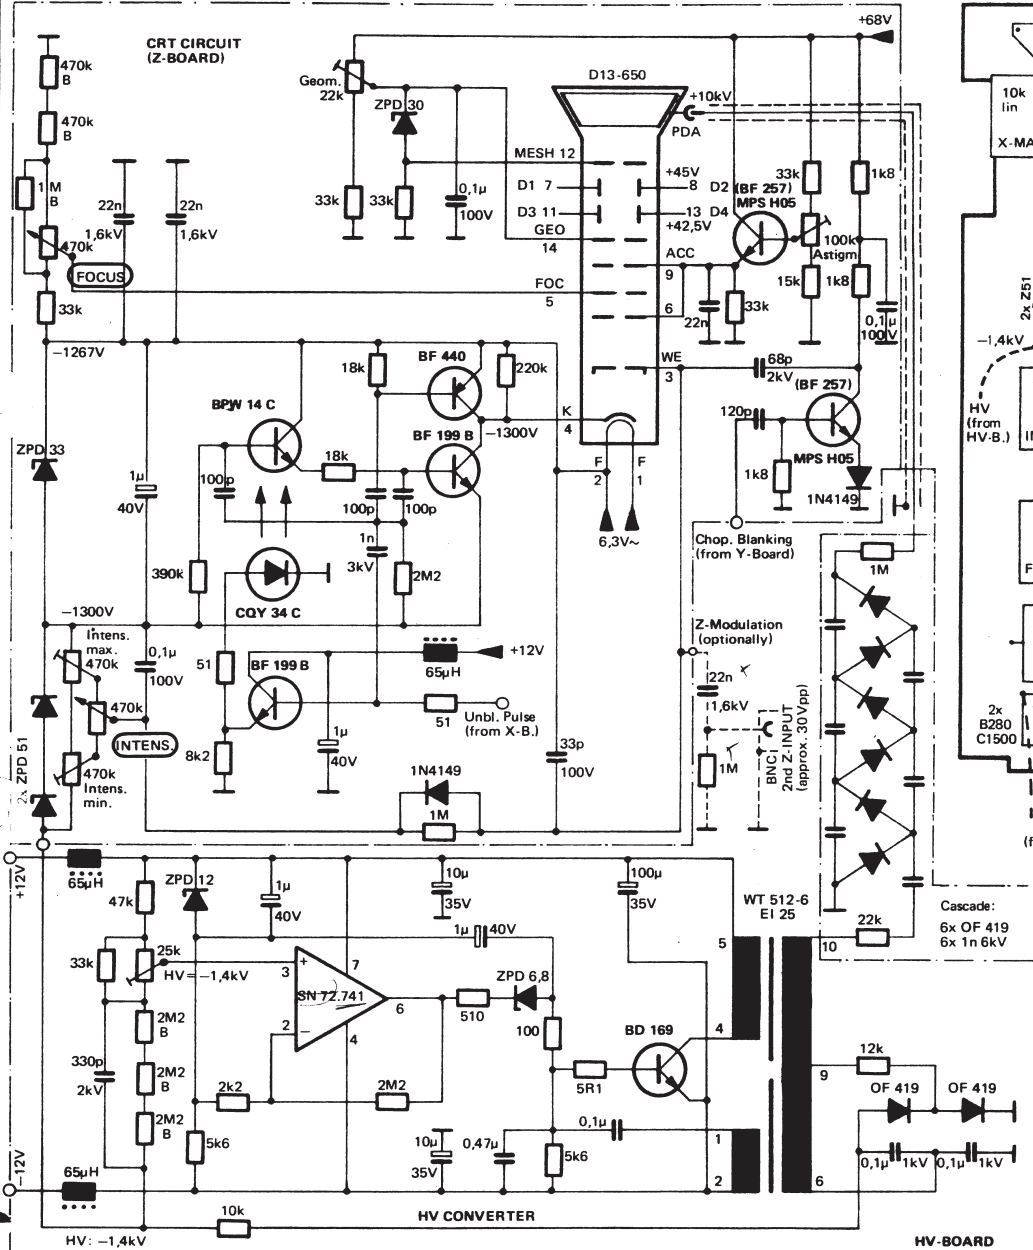 CRT CIRCUIT
(Z-BOARD)
+68V
470k
B
Geom.
22k
D13-650
+10kV
10k
lin
ZPD 30
PDA
470k
B
X-MA
MESH 12
1 M
B
33k
33k
0,1µ
100V
D1 7
+45V
8 D2
33k
1k8
(BF 257)
MPS H05
22n
1,6kV
22n
1,6kV
D3 11
13 D4
+42,5V
470k
GEO
14
100k
Astigm.
FOCUS
ACC
9
15k
1k8
FOC
5
33k
6
22n
33k
0,1µ
100V
2x Z51
-1267V
-1,4kV
18k
BF 440
220k
WE
3
68p
2kV
(BF 257)
HV
(from
HV-B.)
BPW 14 C
K
4
-1300V
120p
BF 199 B
ZPD 33
18k
F
2
F
1
1k8
MPS H05
1µ
40V
100p
100p
100p
1N4149
6,3V~
1n
3kV
Chop. Blanking
(from Y-Board)
390k
2M2
1M
CQY 34 C
-1300V
Intens.
max.
470k
Z-Modulation
(optionally)
0,1µ
100V
51
BF 199 B
65µH
+12V
470k
22n
1,6kV
51
Unbl. Pulse
(from X-B.)
2x
B280
C1500
INTENS.
2x ZPD 51
8k2
1µ
40V
33p
100V
1M
BNC
2nd Z-INPUT
(approx. 30Vpp)
470k
Intens.
min.
1N4149
1M
+12V
65µH
47k
ZPD 12
1µ
40V
10µ
35V
100µ
35V
WT 512-6
EI 25
Cascade:
6x OF 419
6x 1n 6kV
22k
1µ 40V
5
10
33k
25k
HV=-1,4kV
+
3
7
SN 72.741
ZPD 6,8
6
510
2M2
B
2
−
4
100
BD 169
4
330p
2kV
2M2
B
12k
9
5R1
OF 419
OF 419
2k2
2M2
2M2
B
5k6
10µ
35V
0,47µ
0,1µ
5k6
1
0,1µ 1kV
0,1µ 1kV
-12V
65µH
2
6
10k
HV CONVERTER
HV: -1,4kV
HV-BOARD